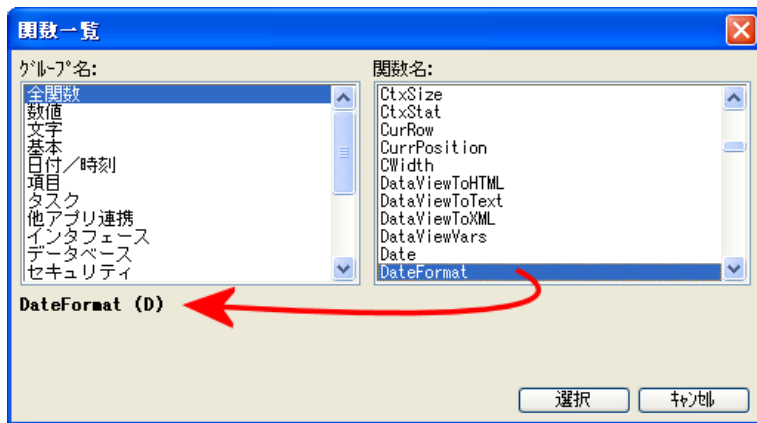 関数一覧
ｸﾞﾙｰﾌﾟ名:
全関数
数値
文字
基本
日付／時刻
項目
タスク
他アプリ連携
インタフェース
データベース
セキュリティ
関数名:
CtxSize
CtxStat
CurRow
CurrPosition
CWidth
DataViewToHTML
DataViewToText
DataViewToXML
DataViewVars
Date
DateFormat
DateFormat (D)
選択
ｷｬﾝｾﾙ